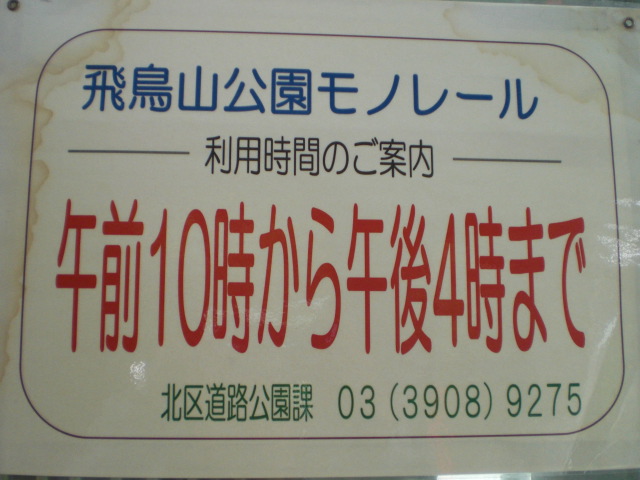 飛鳥山公園モノレール
利用時間のご案内
午前10時から午後4時まで
北区道路公園課 03(3908)9275